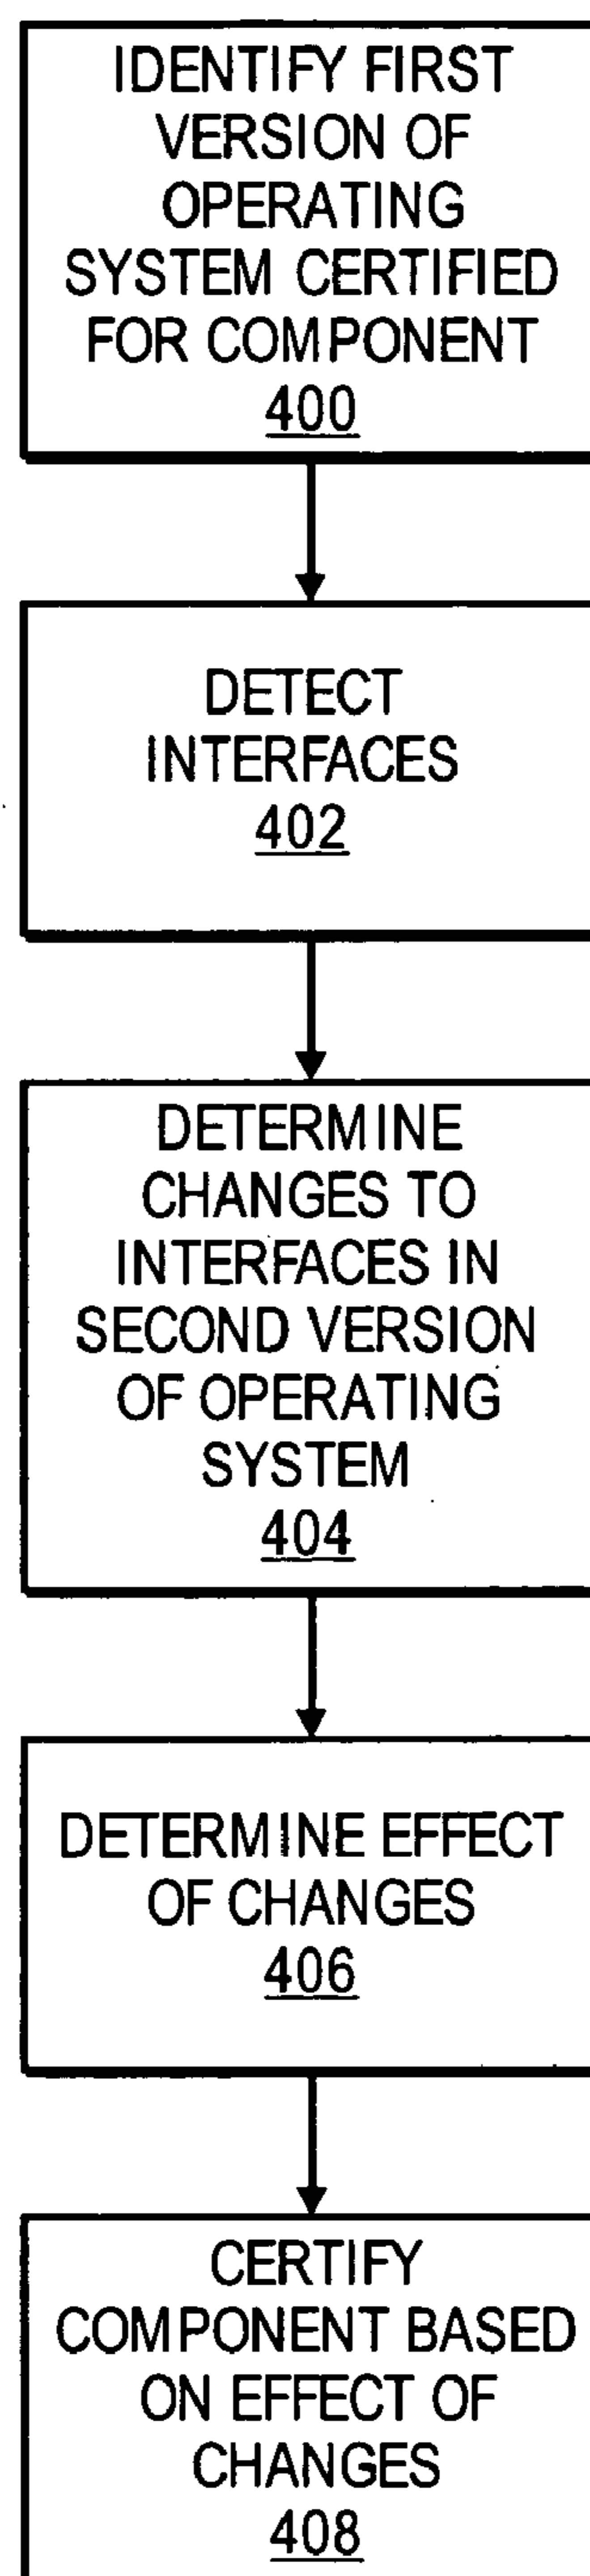 IDENTIFY FIRST
VERSION OF
OPERATING
SYSTEM CERTIFIED
FOR COMPONENT
400
DETECT
INTERFACES
402
DETERMINE
CHANGES TO
INTERFACES IN
SECOND VERSION
OF OPERATING
SYSTEM
404
DETERMINE EFFECT
OF CHANGES
406
CERTIFY
COMPONENT BASED
ON EFFECT OF
CHANGES
408